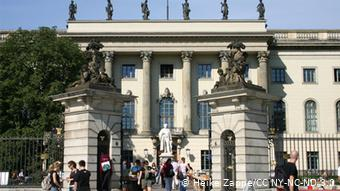 © Heike Zappe/CC NY-NC-ND 3.0